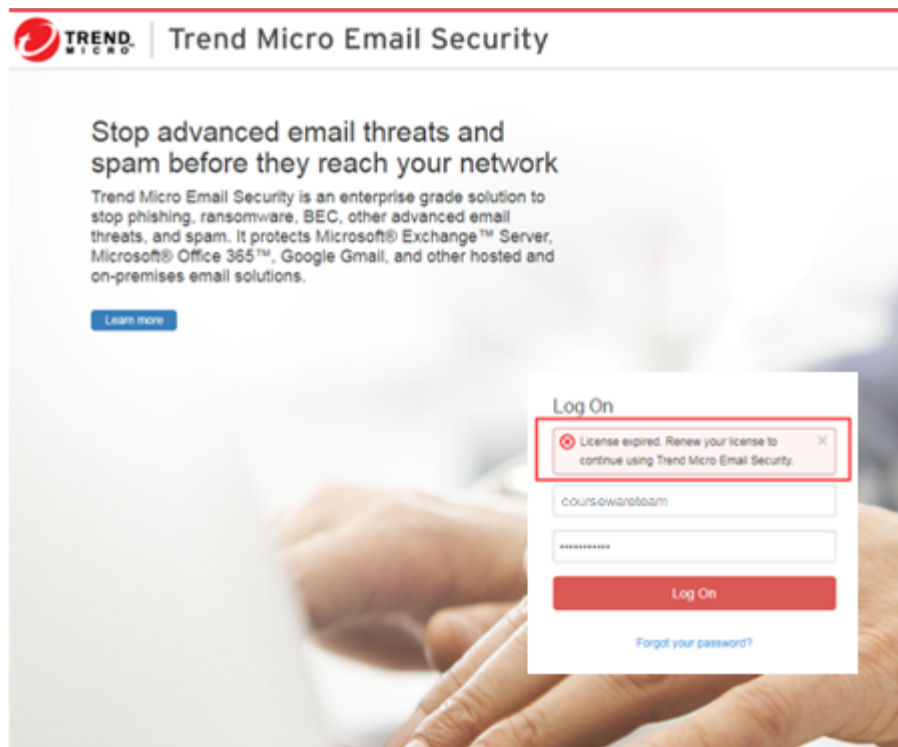 TREND MICRO
Trend Micro Email Security
Stop advanced email threats and
spam before they reach your network
Trend Micro Email Security is an enterprise grade solution to
stop phishing, ransomware, BEC, other advanced email
threats, and spam. It protects Microsoft® Exchange™ Server,
Microsoft® Office 365™, Google Gmail, and other hosted and
on-premises email solutions.
Learn more
Log On
License expired. Renew your license to
continue using Trend Micro Email Security.
coursewareteam
Log On
Forgot your password?